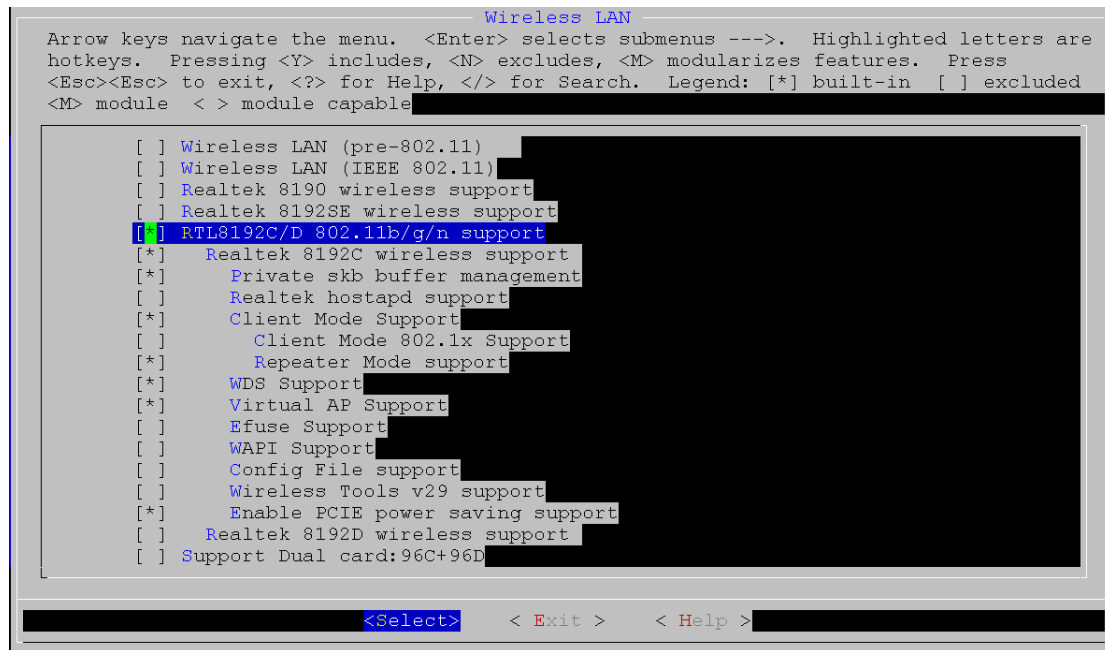 Wireless LAN
Arrow keys navigate the menu.  <Enter> selects submenus --->.  Highlighted letters are
hotkeys.  Pressing <Y> includes, <N> excludes, <M> modularizes features.  Press
<Esc><Esc> to exit, <?> for Help, </> for Search.  Legend: [*] built-in  [ ] excluded
<M> module  < > module capable
[ ] Wireless LAN (pre-802.11)
[ ] Wireless LAN (IEEE 802.11)
[ ] Realtek 8190 wireless support
[ ] Realtek 8192SE wireless support
[*] RTL8192C/D 802.11b/g/n support
[*]   Realtek 8192C wireless support
[*]     Private skb buffer management
[ ]     Realtek hostapd support
[*]     Client Mode Support
[ ]       Client Mode 802.1x Support
[*]       Repeater Mode support
[*]     WDS Support
[*]     Virtual AP Support
[ ]     Efuse Support
[ ]     WAPI Support
[ ]     Config File support
[ ]     Wireless Tools v29 support
[*]     Enable PCIE power saving support
[ ]   Realtek 8192D wireless support
[ ] Support Dual card:96C+96D
<Select>    < Exit >    < Help >